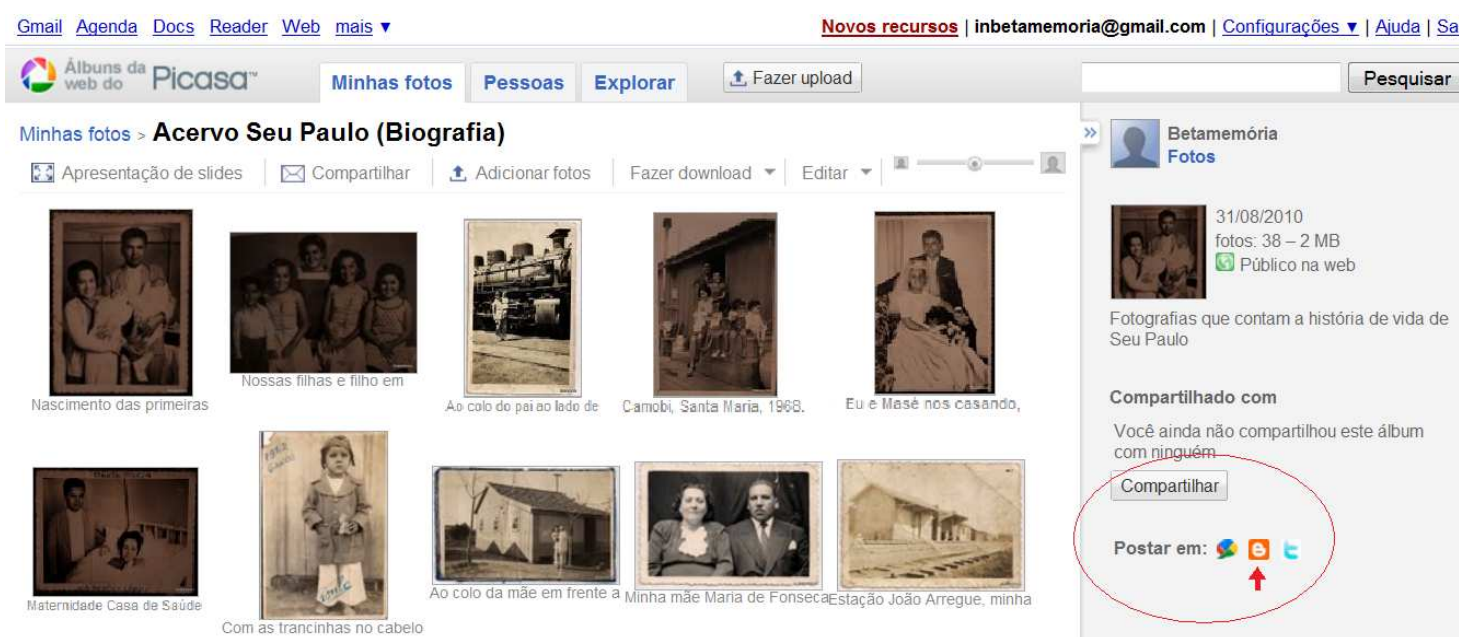 Gmail Agenda Docs Reader Web mais ▼
Novos recursos | inbetamemoria@gmail.com | Configurações ▼ | Ajuda | Sa
Álbuns da web do Picasa™
Minhas fotos Pessoas Explorar Fazer upload Pesquisar
Minhas fotos > Acervo Seu Paulo (Biografia)
Apresentação de slides Compartilhar Adicionar fotos Fazer download ▼ Editar ▼
Nascimento das primeiras
Nossas filhas e filho em
Ao colo do pai ao lado de
Camobi, Santa Maria, 1968.
Eu e Masé nos casando,
Maternidade Casa de Saúde
Com as trancinhas no cabelo
Ao colo da mãe em frente a
Minha mãe Maria de Fonseca
Estação João Arregue, minha
»
Betamemória
Fotos
31/08/2010
fotos: 38 – 2 MB
Público na web
Fotografias que contam a história de vida de
Seu Paulo
Compartilhado com
Você ainda não compartilhou este álbum
com ninguém
Compartilhar
Postar em: